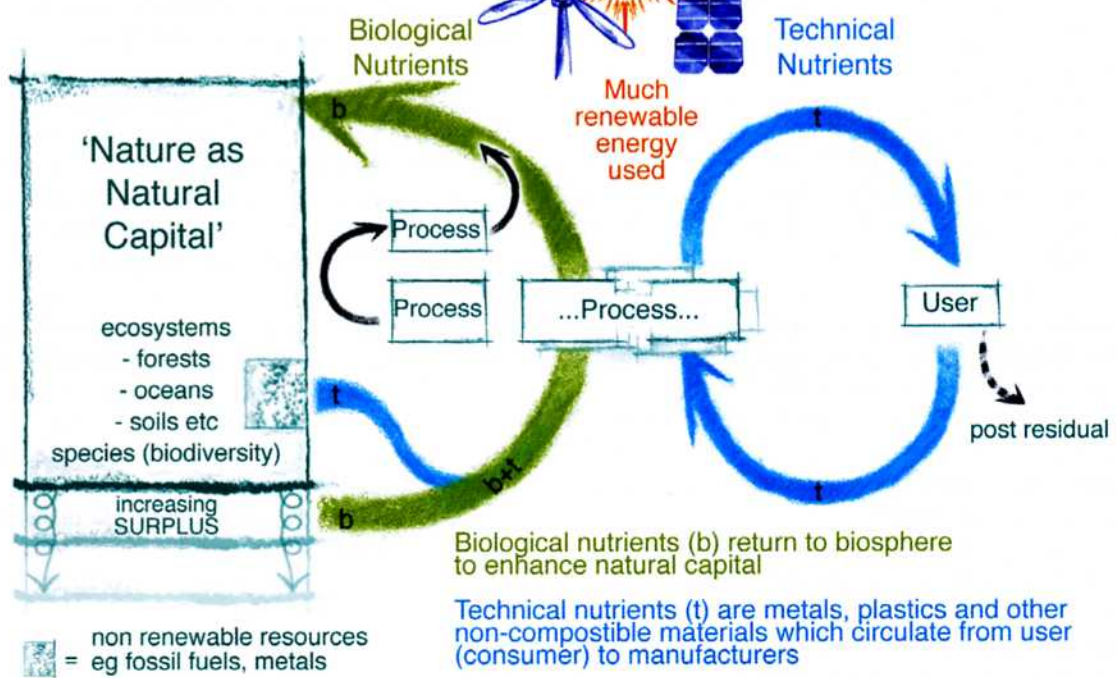 Biological
Nutrients
Technical
Nutrients
Much
renewable
energy
used
b
t
'Nature as
Natural
Capital'
Process
Process
...Process...
User
ecosystems
- forests
- oceans
- soils etc
species (biodiversity)
t
post residual
increasing
SURPLUS
b
b+t
t
Biological nutrients (b) return to biosphere
to enhance natural capital
Technical nutrients (t) are metals, plastics and other
non-compostible materials which circulate from user
(consumer) to manufacturers
non renewable resources
= eg fossil fuels, metals